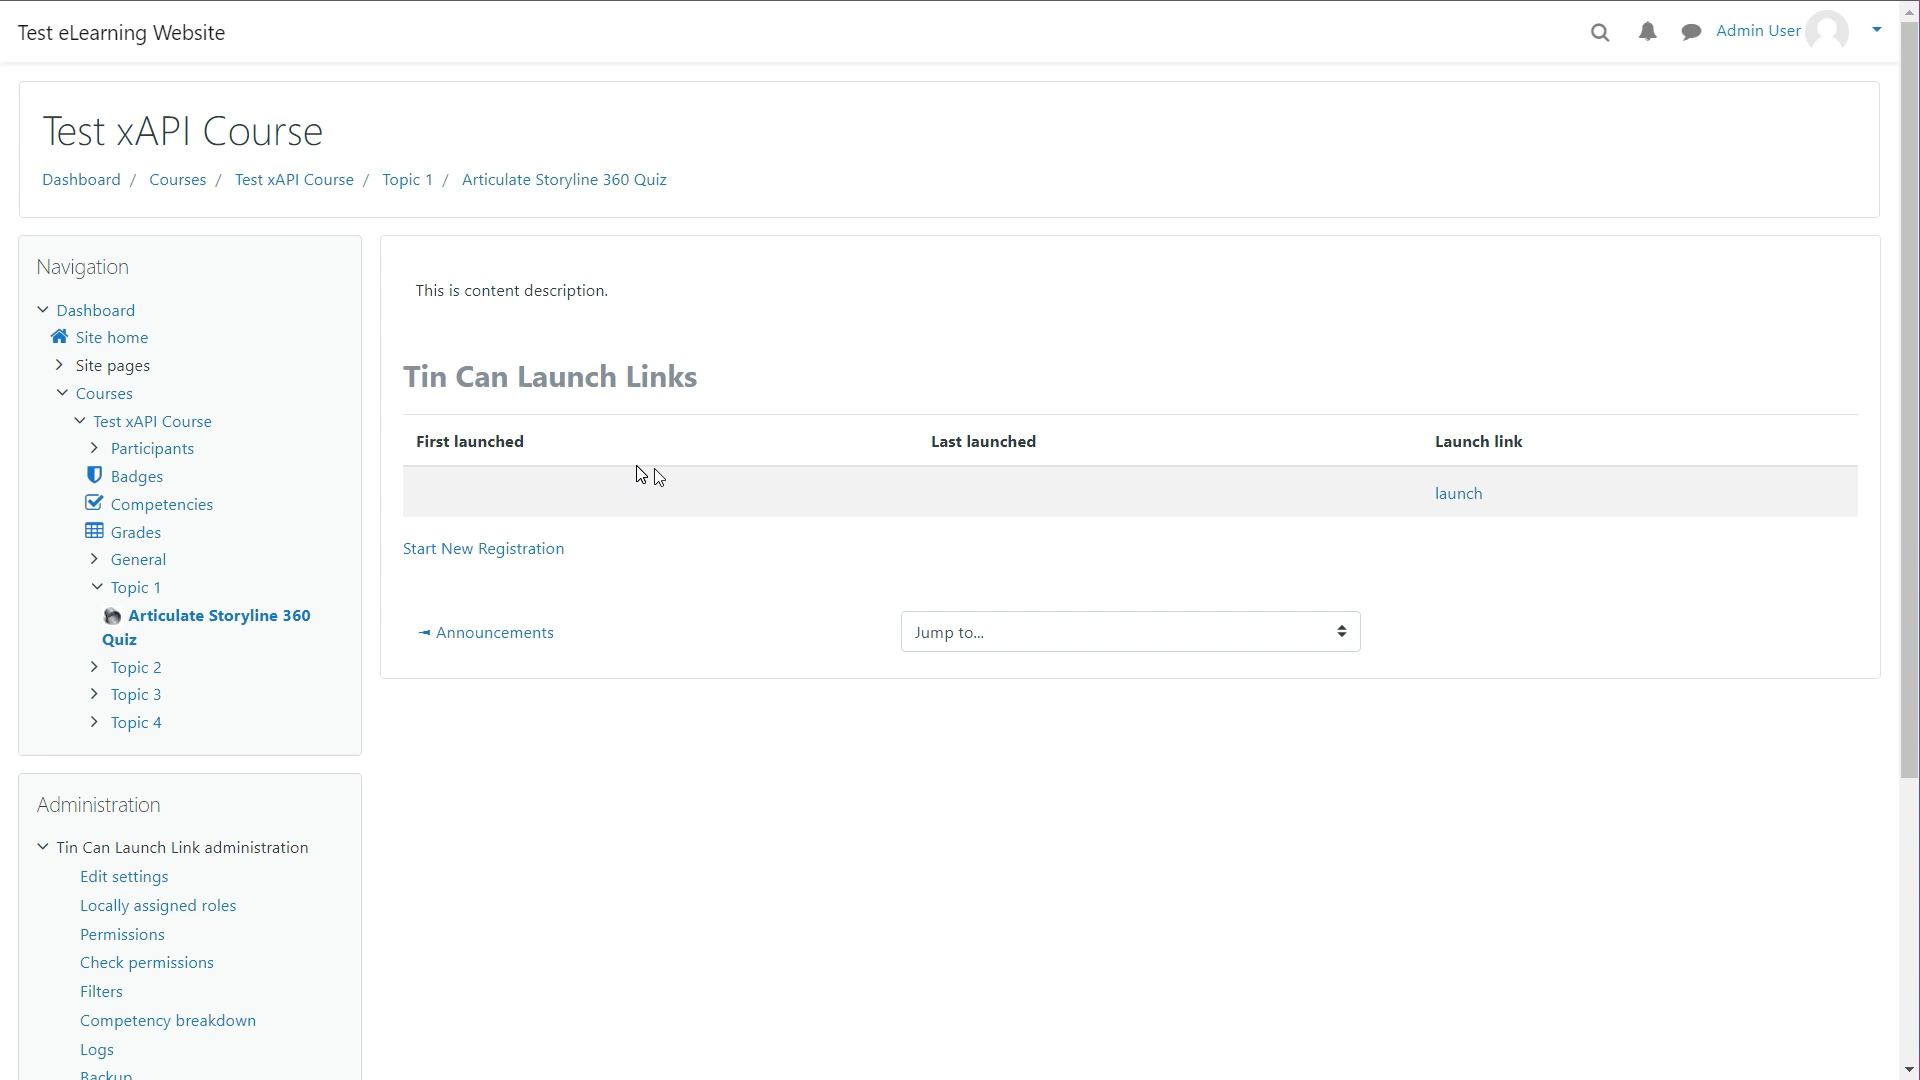 Test eLearning Website
Admin User
Test xAPI Course
Dashboard / Courses / Test xAPI Course / Topic 1 / Articulate Storyline 360 Quiz
Navigation
Dashboard
Site home
Site pages
Courses
Test xAPI Course
Participants
Badges
Competencies
Grades
General
Topic 1
Articulate Storyline 360
Quiz
Topic 2
Topic 3
Topic 4
This is content description.
Tin Can Launch Links
First launched Last launched Launch link
launch
Start New Registration
◄ Announcements
Jump to...
Administration
Tin Can Launch Link administration
Edit settings
Locally assigned roles
Permissions
Check permissions
Filters
Competency breakdown
Logs
Backup